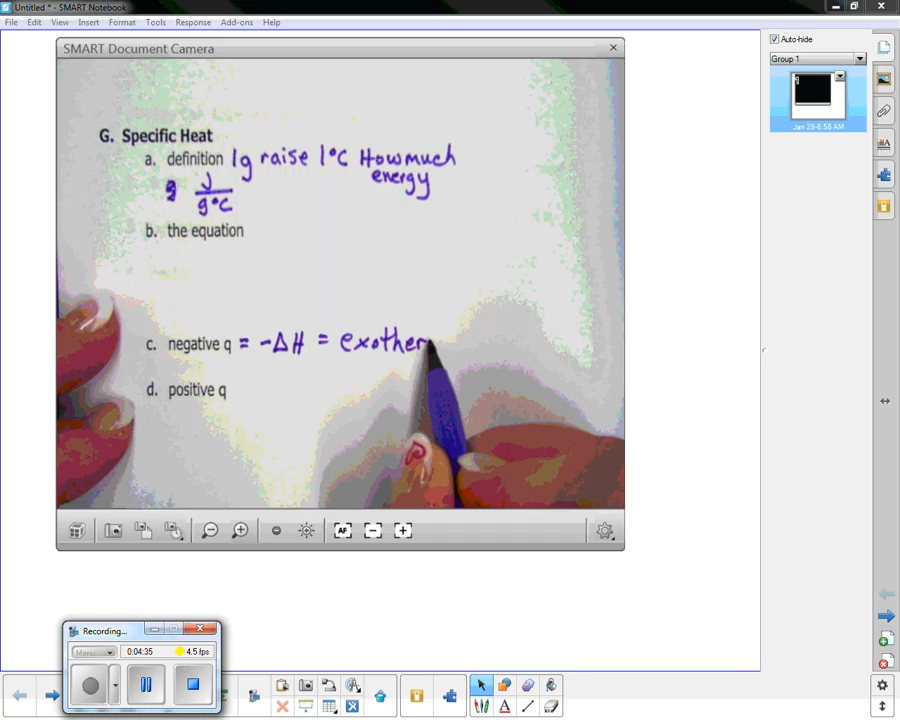 Untitled * - SMART Notebook
File Edit View Insert Format Tools Response Add-ons Help
SMART Document Camera
G. Specific Heat
a. definition 1g raise 1°C How much
energy
J
g°C
b. the equation
c. negative q = -ΔH = exother
d. positive q
AF
Auto-hide
Group 1
Jan 29-8:58 AM
Recording...
Menu
0:04:35
4.5 fps